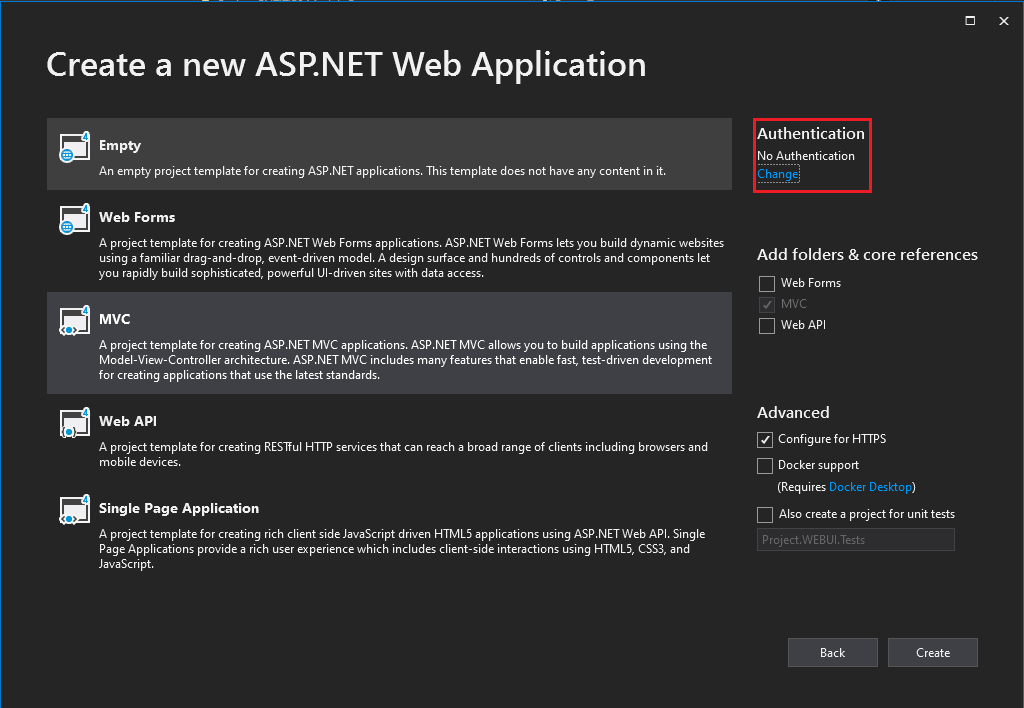 Create a new ASP.NET Web Application
Empty
An empty project template for creating ASP.NET applications. This template does not have any content in it.
Web Forms
A project template for creating ASP.NET Web Forms applications. ASP.NET Web Forms lets you build dynamic websites
using a familiar drag-and-drop, event-driven model. A design surface and hundreds of controls and components let
you rapidly build sophisticated, powerful UI-driven sites with data access.
MVC
A project template for creating ASP.NET MVC applications. ASP.NET MVC allows you to build applications using the
Model-View-Controller architecture. ASP.NET MVC includes many features that enable fast, test-driven development
for creating applications that use the latest standards.
Web API
A project template for creating RESTful HTTP services that can reach a broad range of clients including browsers and
mobile devices.
Single Page Application
A project template for creating rich client side JavaScript driven HTML5 applications using ASP.NET Web API. Single
Page Applications provide a rich user experience which includes client-side interactions using HTML5, CSS3, and
JavaScript.
Authentication
No Authentication
Change
Add folders & core references
Web Forms
MVC
Web API
Advanced
Configure for HTTPS
Docker support
(Requires Docker Desktop)
Also create a project for unit tests
Project.WEBUI.Tests
Back
Create